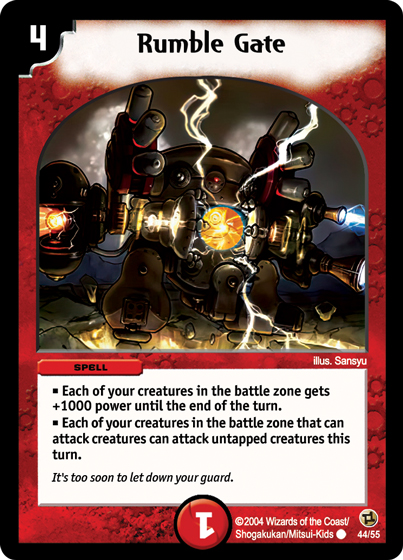 4
Rumble Gate
illus. Sansyu
SPELL
▪ Each of your creatures in the battle zone gets
+1000 power until the end of the turn.
▪ Each of your creatures in the battle zone that can
attack creatures can attack untapped creatures this
turn.
It's too soon to let down your guard.
1
©2004 Wizards of the Coast/
Shogakukan/Mitsui-Kids ● 44/55